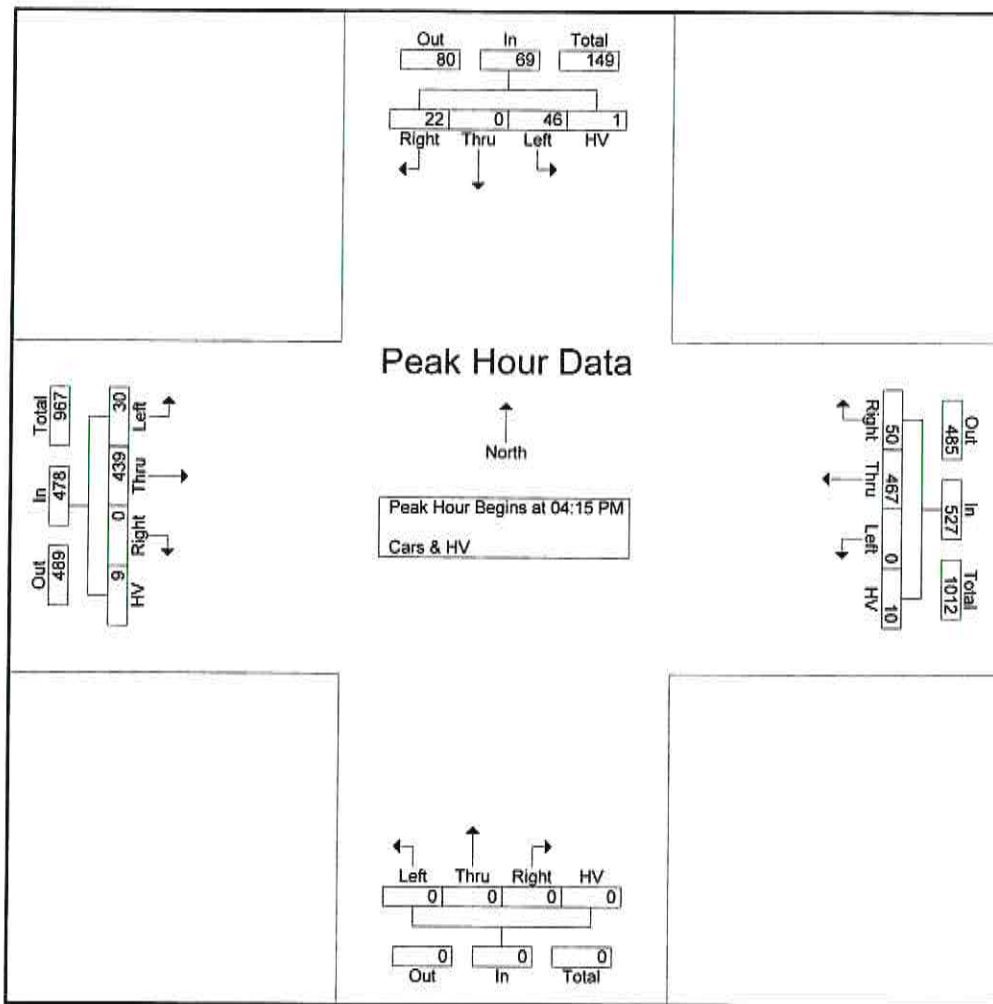 Out In Total
80 69 149
22 0 46 1
Right Thru Left HV
Peak Hour Data
North
Peak Hour Begins at 04:15 PM
Cars & HV
Total In Out
967 478 489
30 439 0 9
Left Thru Right HV
Right Thru Left HV
50 467 0 10
Out In Total
485 527 1012
Left Thru Right HV
0 0 0 0
0 0 0
Out In Total